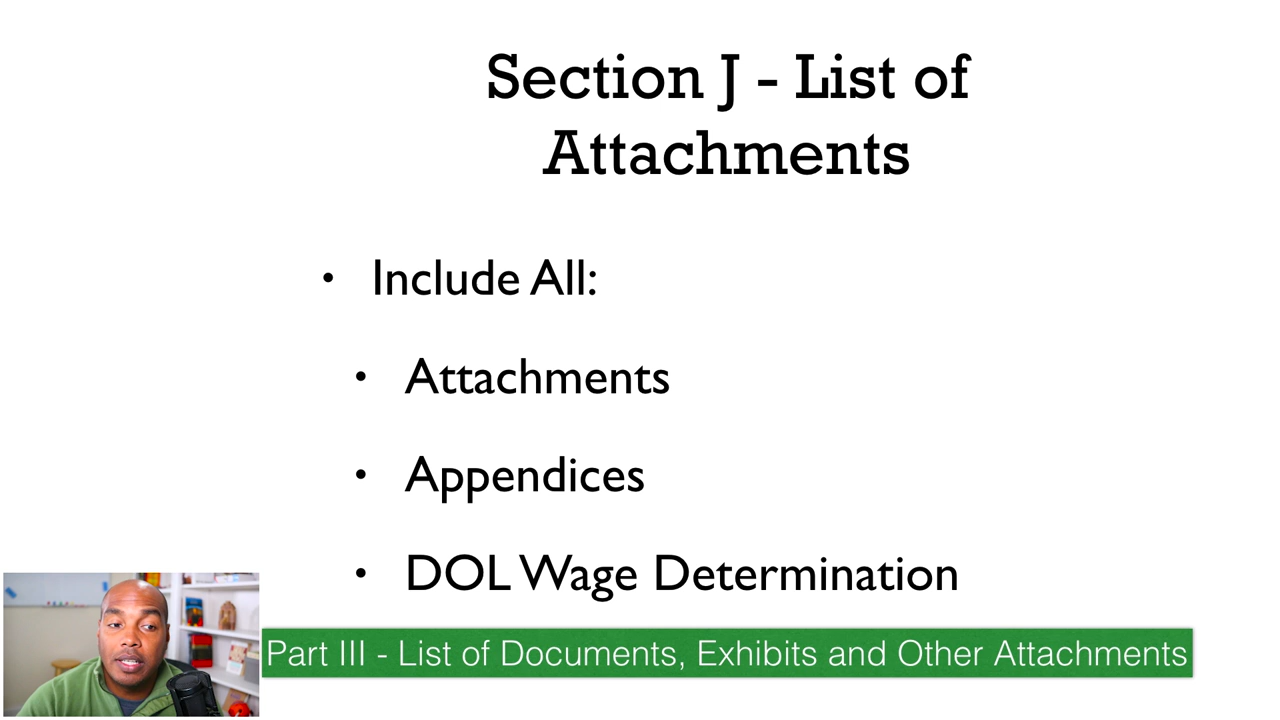 Section J - List of
Attachments
• Include All:
• Attachments
• Appendices
• DOL Wage Determination
Part III - List of Documents, Exhibits and Other Attachments